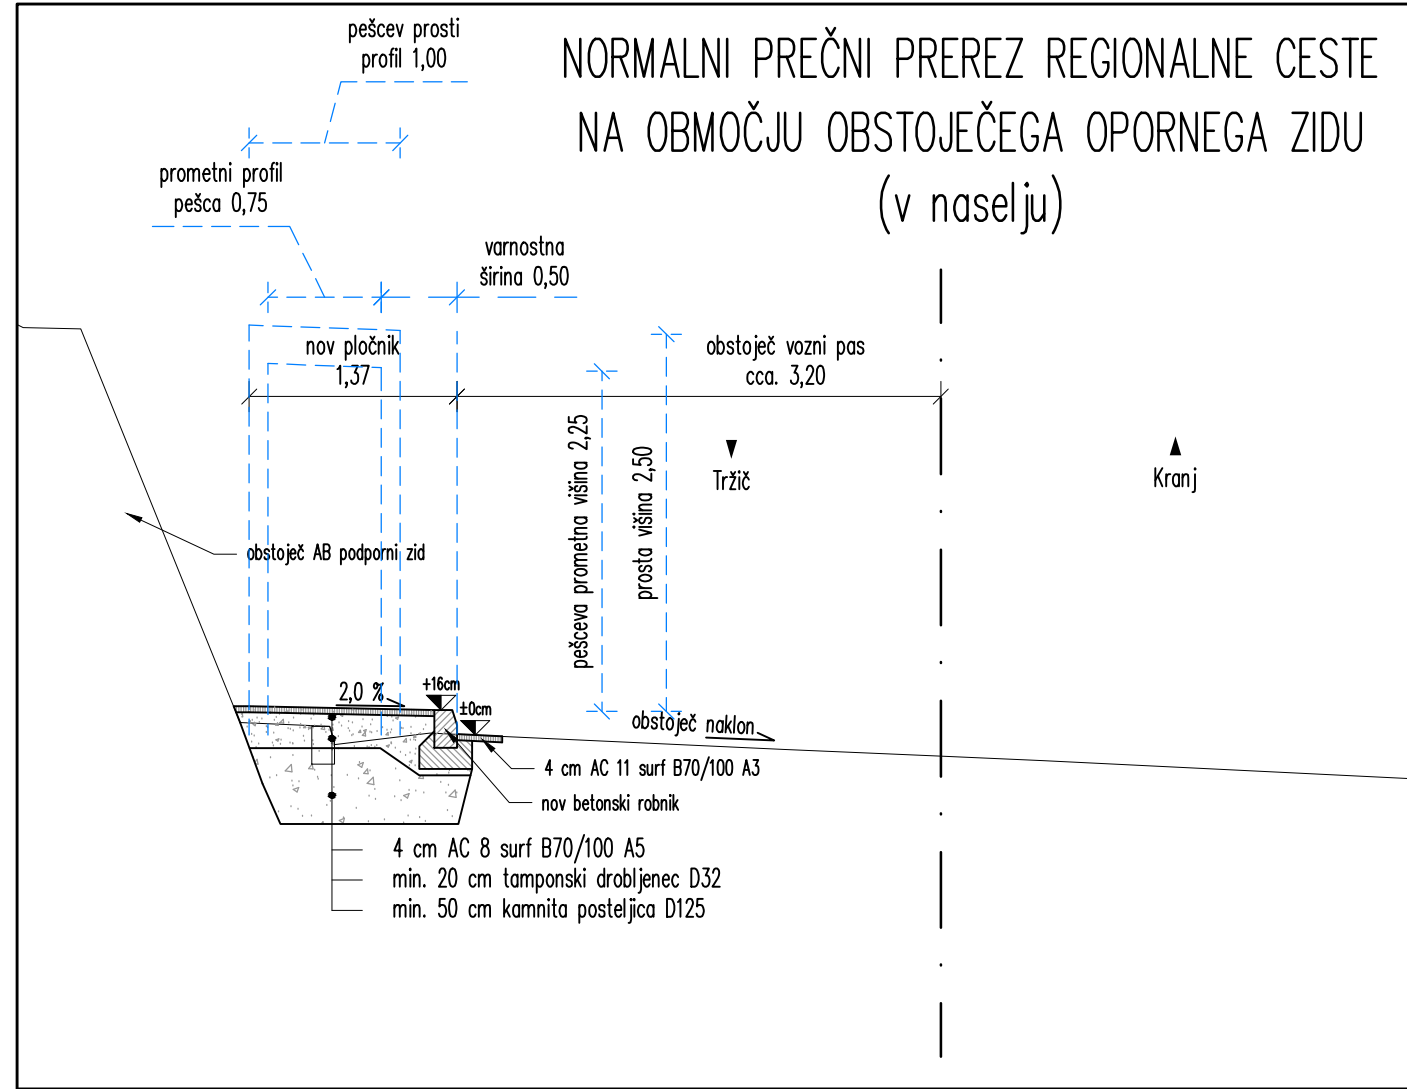 NORMALNI PREČNI PREREZ REGIONALNE CESTE
NA OBMOČJU OBSTOJEČEGA OPORNEGA ZIDU
(v naselju)
pešcev prosti
profil 1,00
prometni profil
pešca 0,75
varnostna
širina 0,50
nov pločnik
1,37
obstoječ vozni pas
cca. 3,20
pešceva prometna višina 2,25
prosta višina 2,50
Tržič
Kranj
obstoječ AB podporni zid
2,0 %
+16cm
±0cm
obstoječ naklon
4 cm AC 11 surf B70/100 A3
nov betonski robnik
4 cm AC 8 surf B70/100 A5
min. 20 cm tamponski drobljenec D32
min. 50 cm kamnita posteljica D125